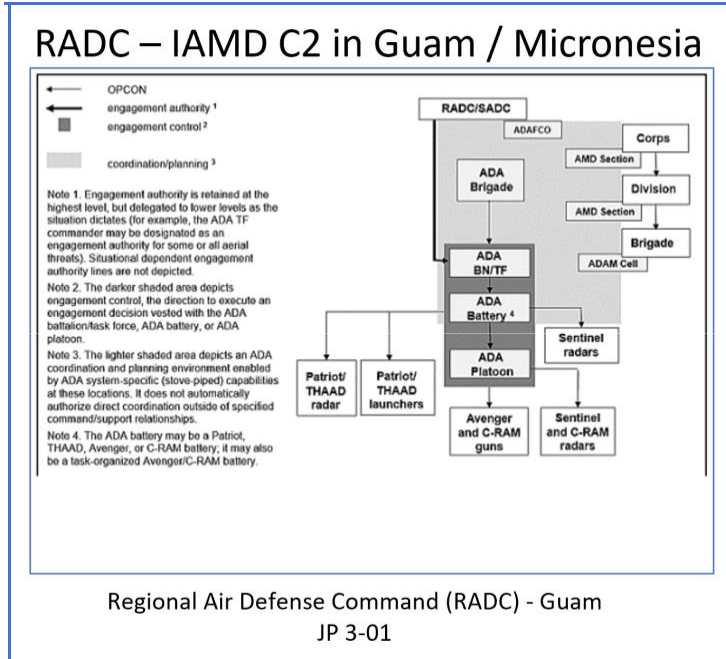 RADC – IAMD C2 in Guam / Micronesia
OPCON
engagement authority ¹
engagement control ²
coordination/planning ³
Note 1. Engagement authority is retained at the
highest level, but delegated to lower levels as the
situation dictates (for example, the ADA TF
commander may be designated as an
engagement authority for some or all aerial
threats). Situational dependent engagement
authority lines are not depicted.
Note 2. The darker shaded area depicts
engagement control, the direction to execute an
engagement decision vested with the ADA
battalion/task force, ADA battery, or ADA
platoon.
Note 3. The lighter shaded area depicts an ADA
coordination and planning environment enabled
by ADA system-specific (stove-piped) capabilities
at these locations. It does not automatically
authorize direct coordination outside of specified
command/support relationships.
Note 4. The ADA battery may be a Patriot,
THAAD, Avenger, or C-RAM battery; it may also
be a task-organized Avenger/C-RAM battery.
RADC/SADC
ADAFCO
Corps
AMD Section
ADA
Brigade
Division
AMD Section
Brigade
ADAM Cell
ADA
BN/TF
ADA
Battery ⁴
Sentinel
radars
ADA
Platoon
Patriot/
THAAD
radar
Patriot/
THAAD
launchers
Avenger
and C-RAM
guns
Sentinel
and C-RAM
radars
Regional Air Defense Command (RADC) - Guam
JP 3-01